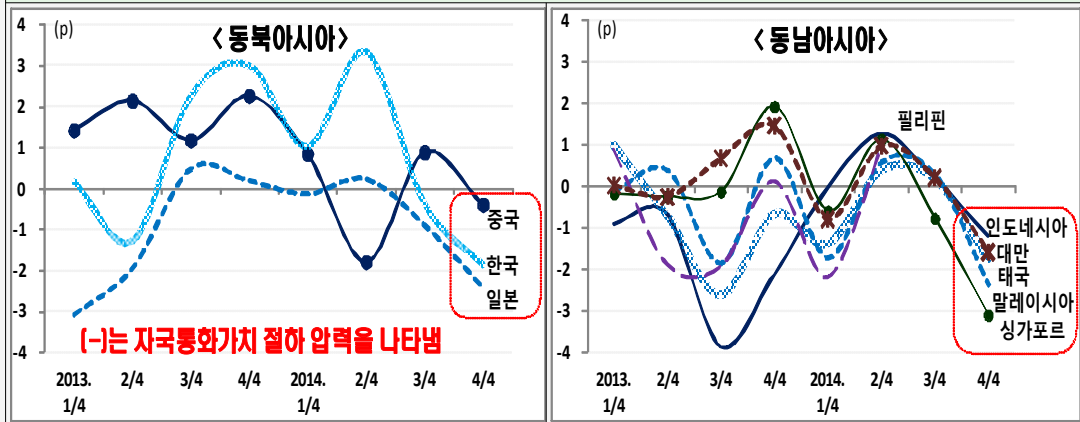 (p)
< 동북아시아>
4
3
2
1
0
-1
-2
-3
-4
중국
한국
일본
(-)는 자국통화가치 절하 압력을 나타냄
2013.
1/4
2/4
3/4
4/4
2014.
1/4
2/4
3/4
4/4
(p)
< 동남아시아>
4
3
2
1
0
-1
-2
-3
-4
필리핀
인도네시아
대만
태국
말레이시아
싱가포르
2013.
1/4
2/4
3/4
4/4
2014.
1/4
2/4
3/4
4/4